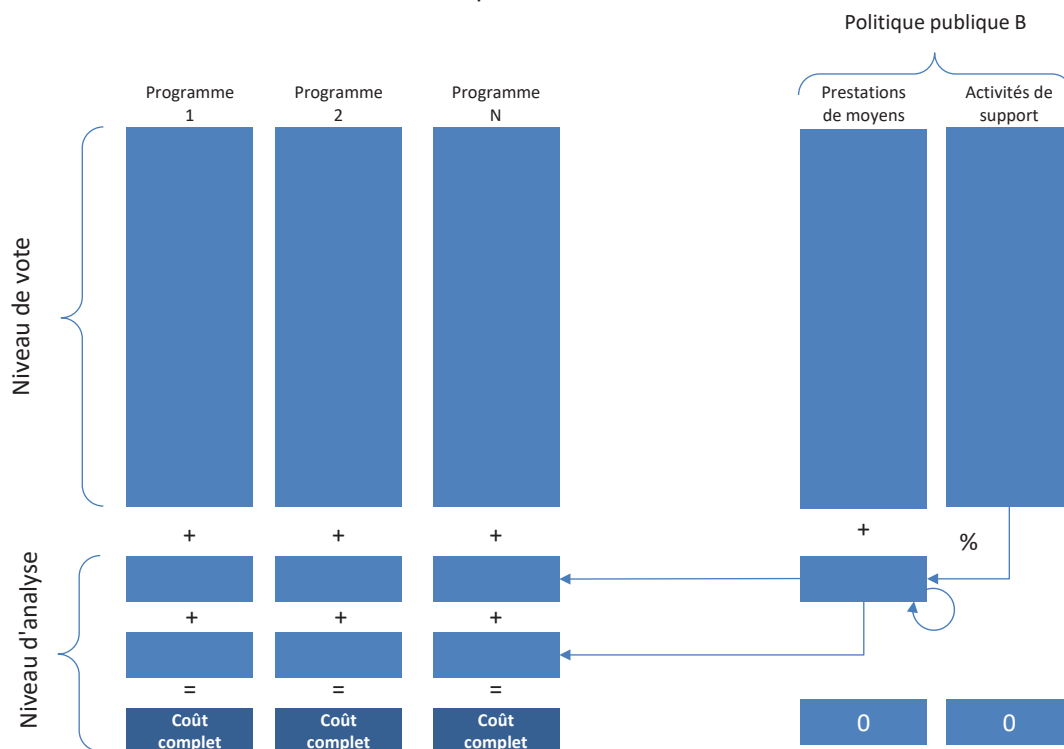 Politique publique B
Programme
1
Programme
2
Programme
N
Prestations
de moyens
Activités de
support
Niveau de vote
+
+
+
+
%
Niveau d'analyse
+
+
+
=
=
=
Coût
complet
Coût
complet
Coût
complet
0
0